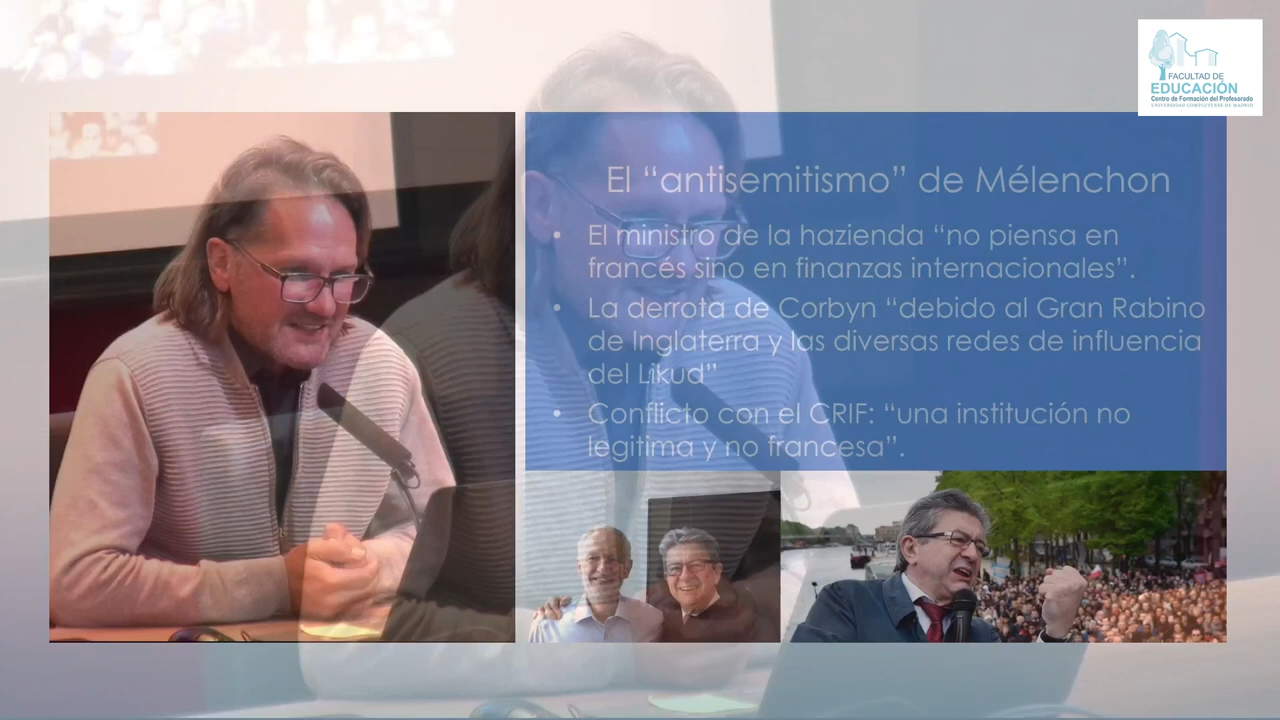 FACULTAD DE
EDUCACIÓN
Centro de Formación del Profesorado
UNIVERSIDAD COMPLUTENSE DE MADRID
El “antisemitismo” de Mélenchon
• El ministro de la hazienda “no piensa en
francés sino en finanzas internacionales”.
• La derrota de Corbyn “debido al Gran Rabino
de Inglaterra y las diversas redes de influencia
del Likud”
• Conflicto con el CRIF: “una institución no
legitima y no francesa”.